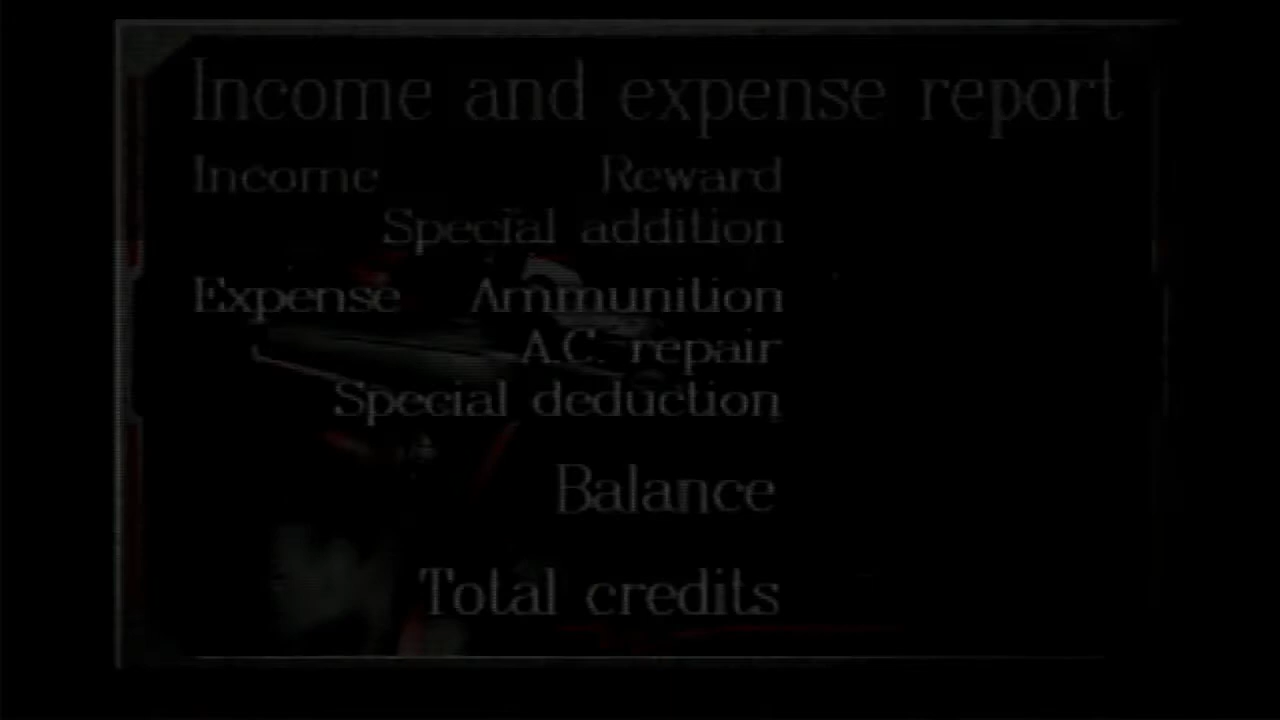 Income and expense report
Income Reward
Special addition
Expense Ammunition
A.C. repair
Special deduction
Balance
Total credits